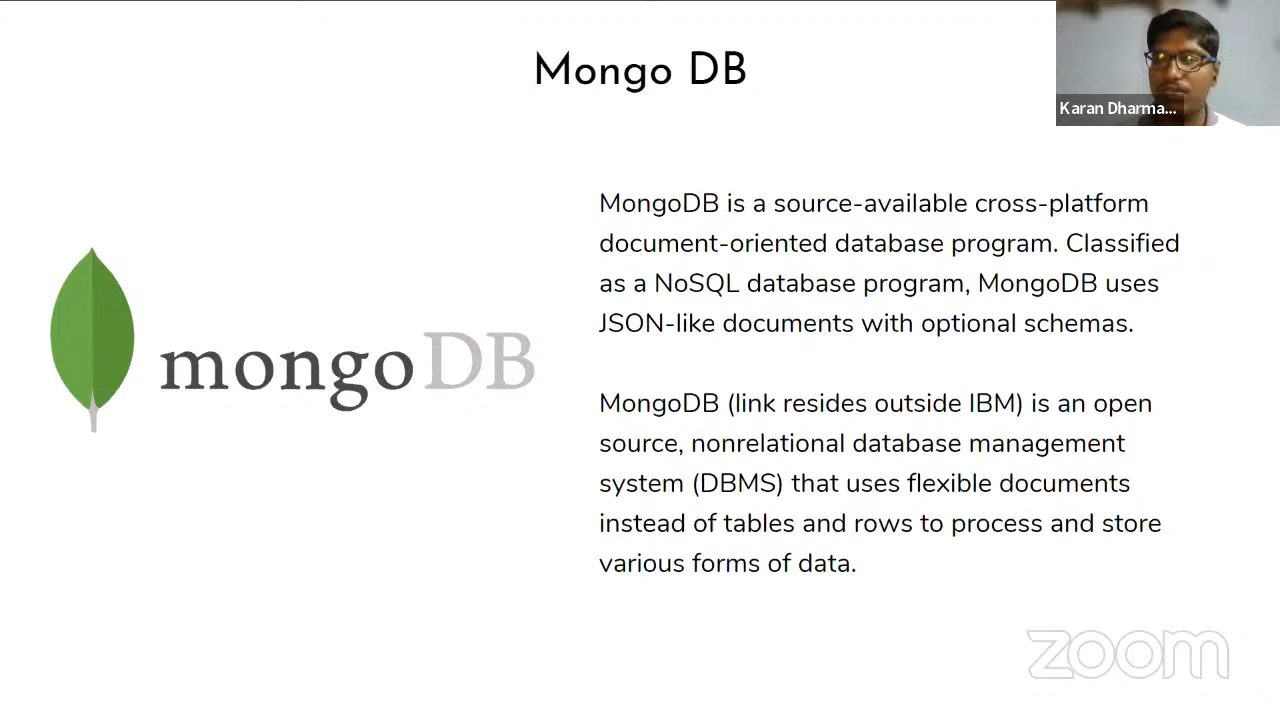 Mongo DB
Karan Dharma...
MongoDB is a source-available cross-platform
document-oriented database program. Classified
as a NoSQL database program, MongoDB uses
JSON-like documents with optional schemas.
mongoDB
MongoDB (link resides outside IBM) is an open
source, nonrelational database management
system (DBMS) that uses flexible documents
instead of tables and rows to process and store
various forms of data.
zoom